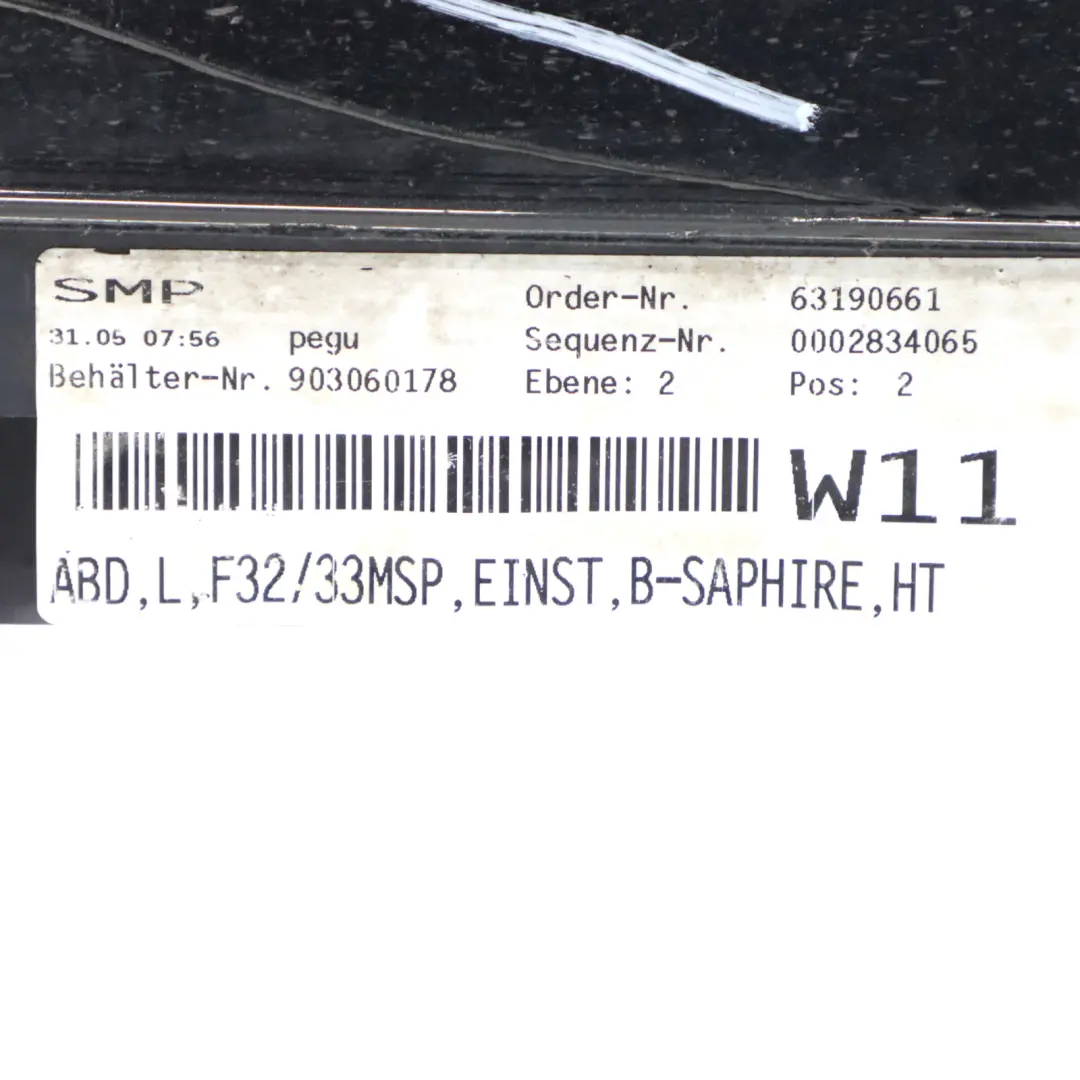 SMP Order-Nr. 63190661
31.05 07:56 pegu Sequenz-Nr. 0002834065
Behälter-Nr. 903060178 Ebene: 2 Pos: 2
W11
ABD,L,F32/33MSP,EINST,B-SAPHIRE,HT